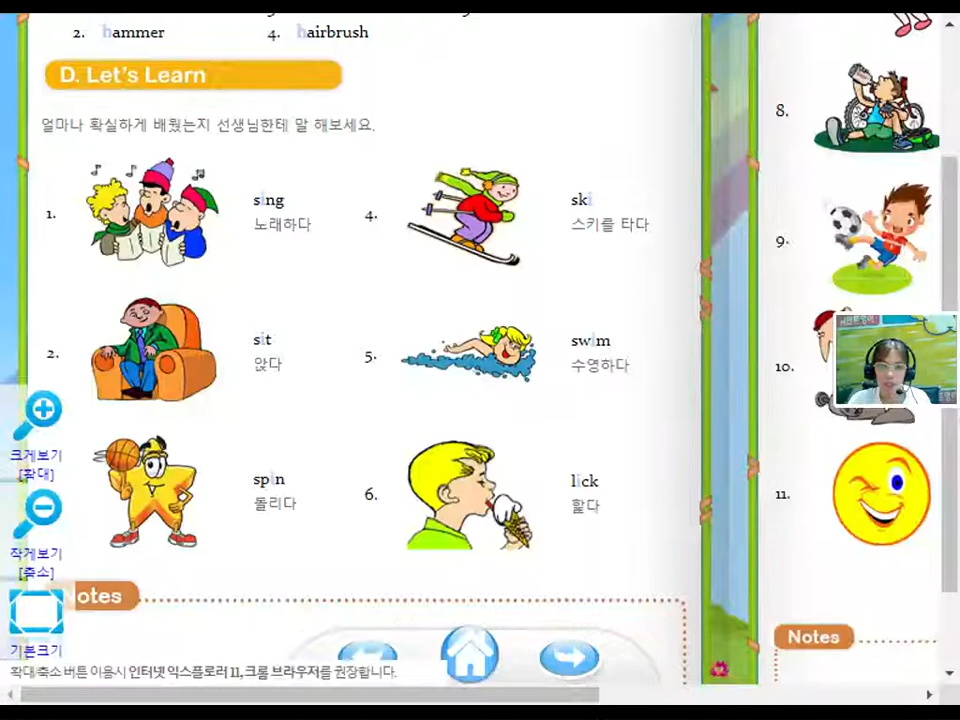 2. hammer
4. hairbrush
D. Let's Learn
얼마나 확실하게 배웠는지 선생님한테 말 해보세요.
1. sing
노래하다
4. ski
스키를 타다
2. sit
앉다
5. swim
수영하다
spin
돌리다
6. lick
핥다
otes
8.
9.
10.
11.
Notes
크게보기
[확대]
작게보기
[축소]
기본크기
확대/축소 버튼 이용시 인터넷 익스플로러 11, 크롬 브라우저를 권장합니다.